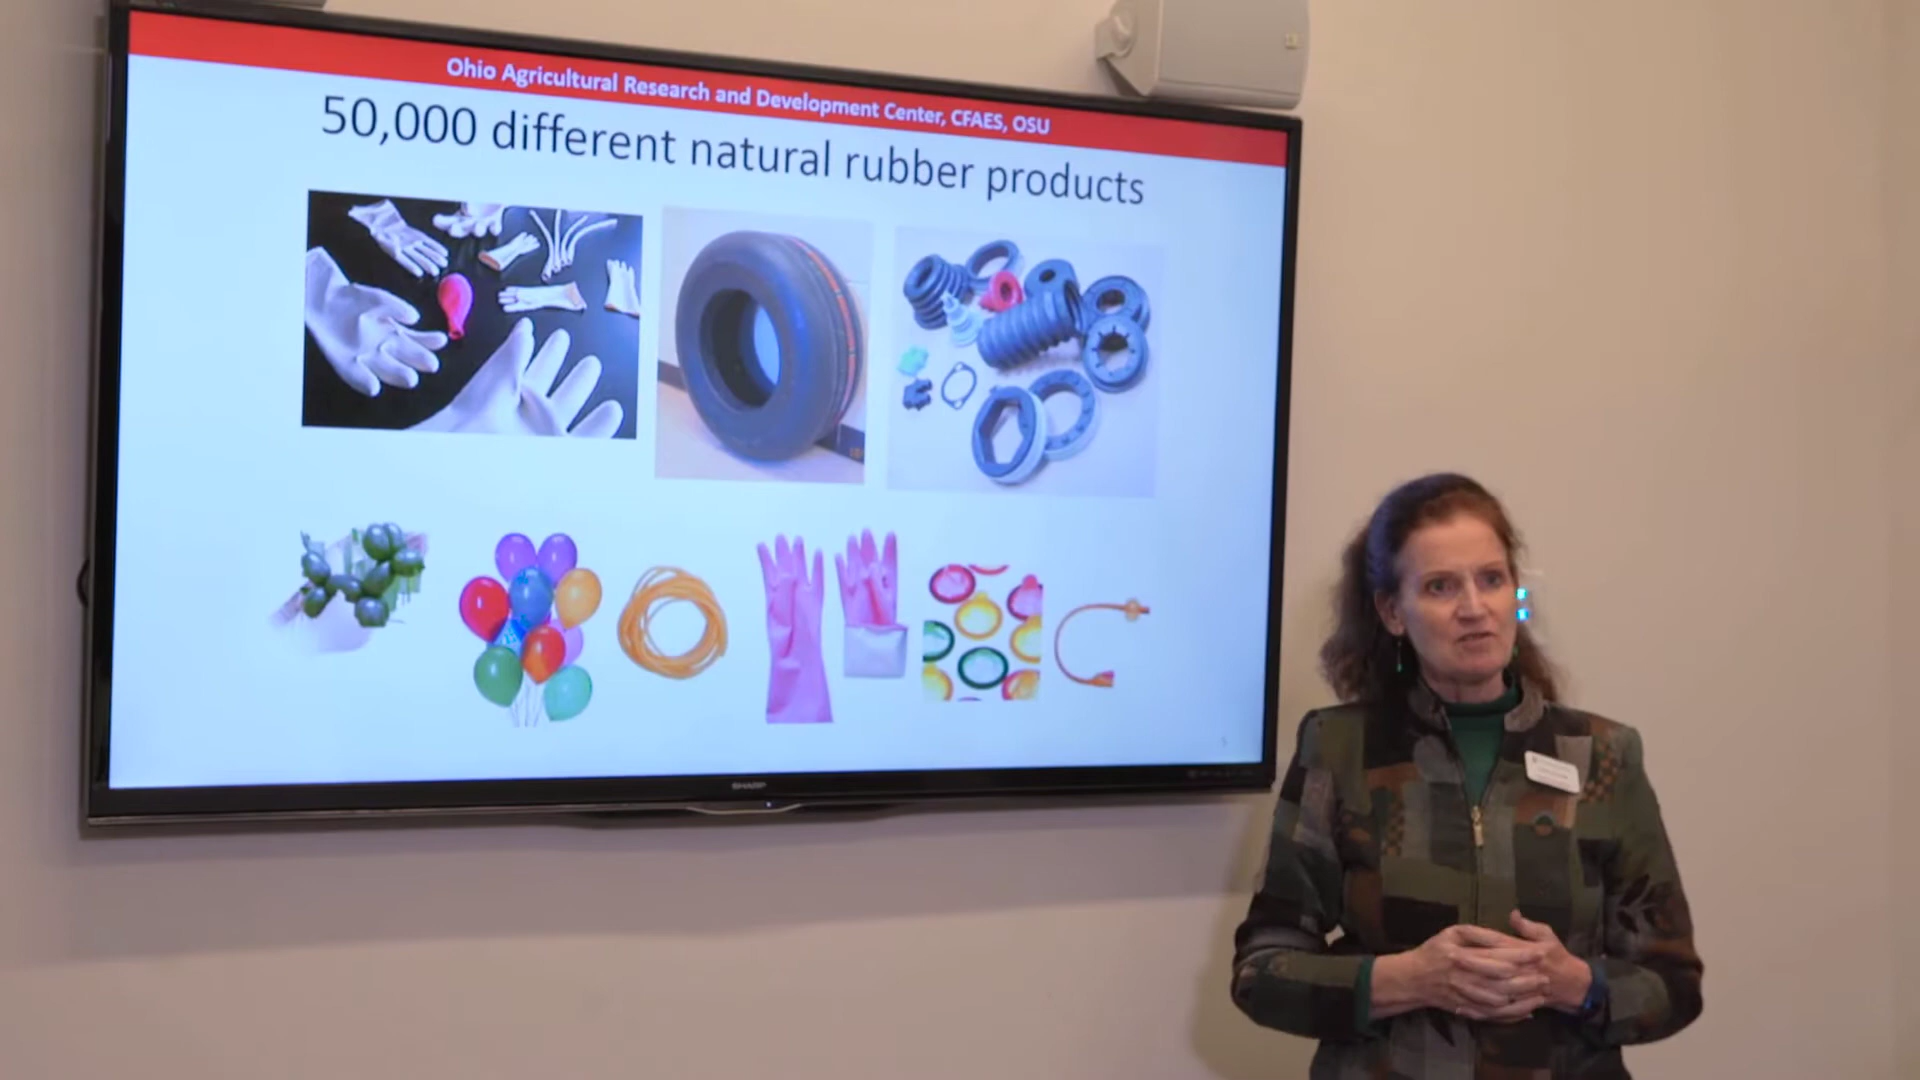 Ohio Agricultural Research and Development Center, CFAES, OSU
50,000 different natural rubber products
SHARP